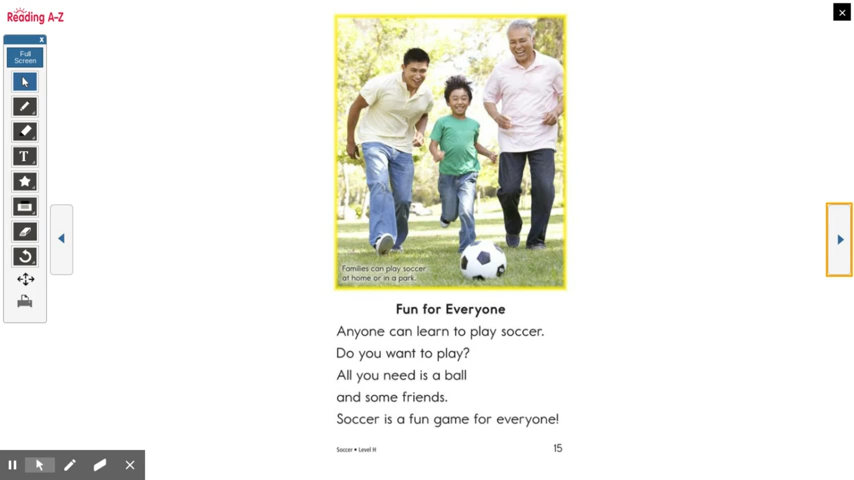 Reading A-Z
x
Full
Screen
T
Families can play soccer
at home or in a park.
Fun for Everyone
Anyone can learn to play soccer.
Do you want to play?
All you need is a ball
and some friends.
Soccer is a fun game for everyone!
Soccer • Level H
15